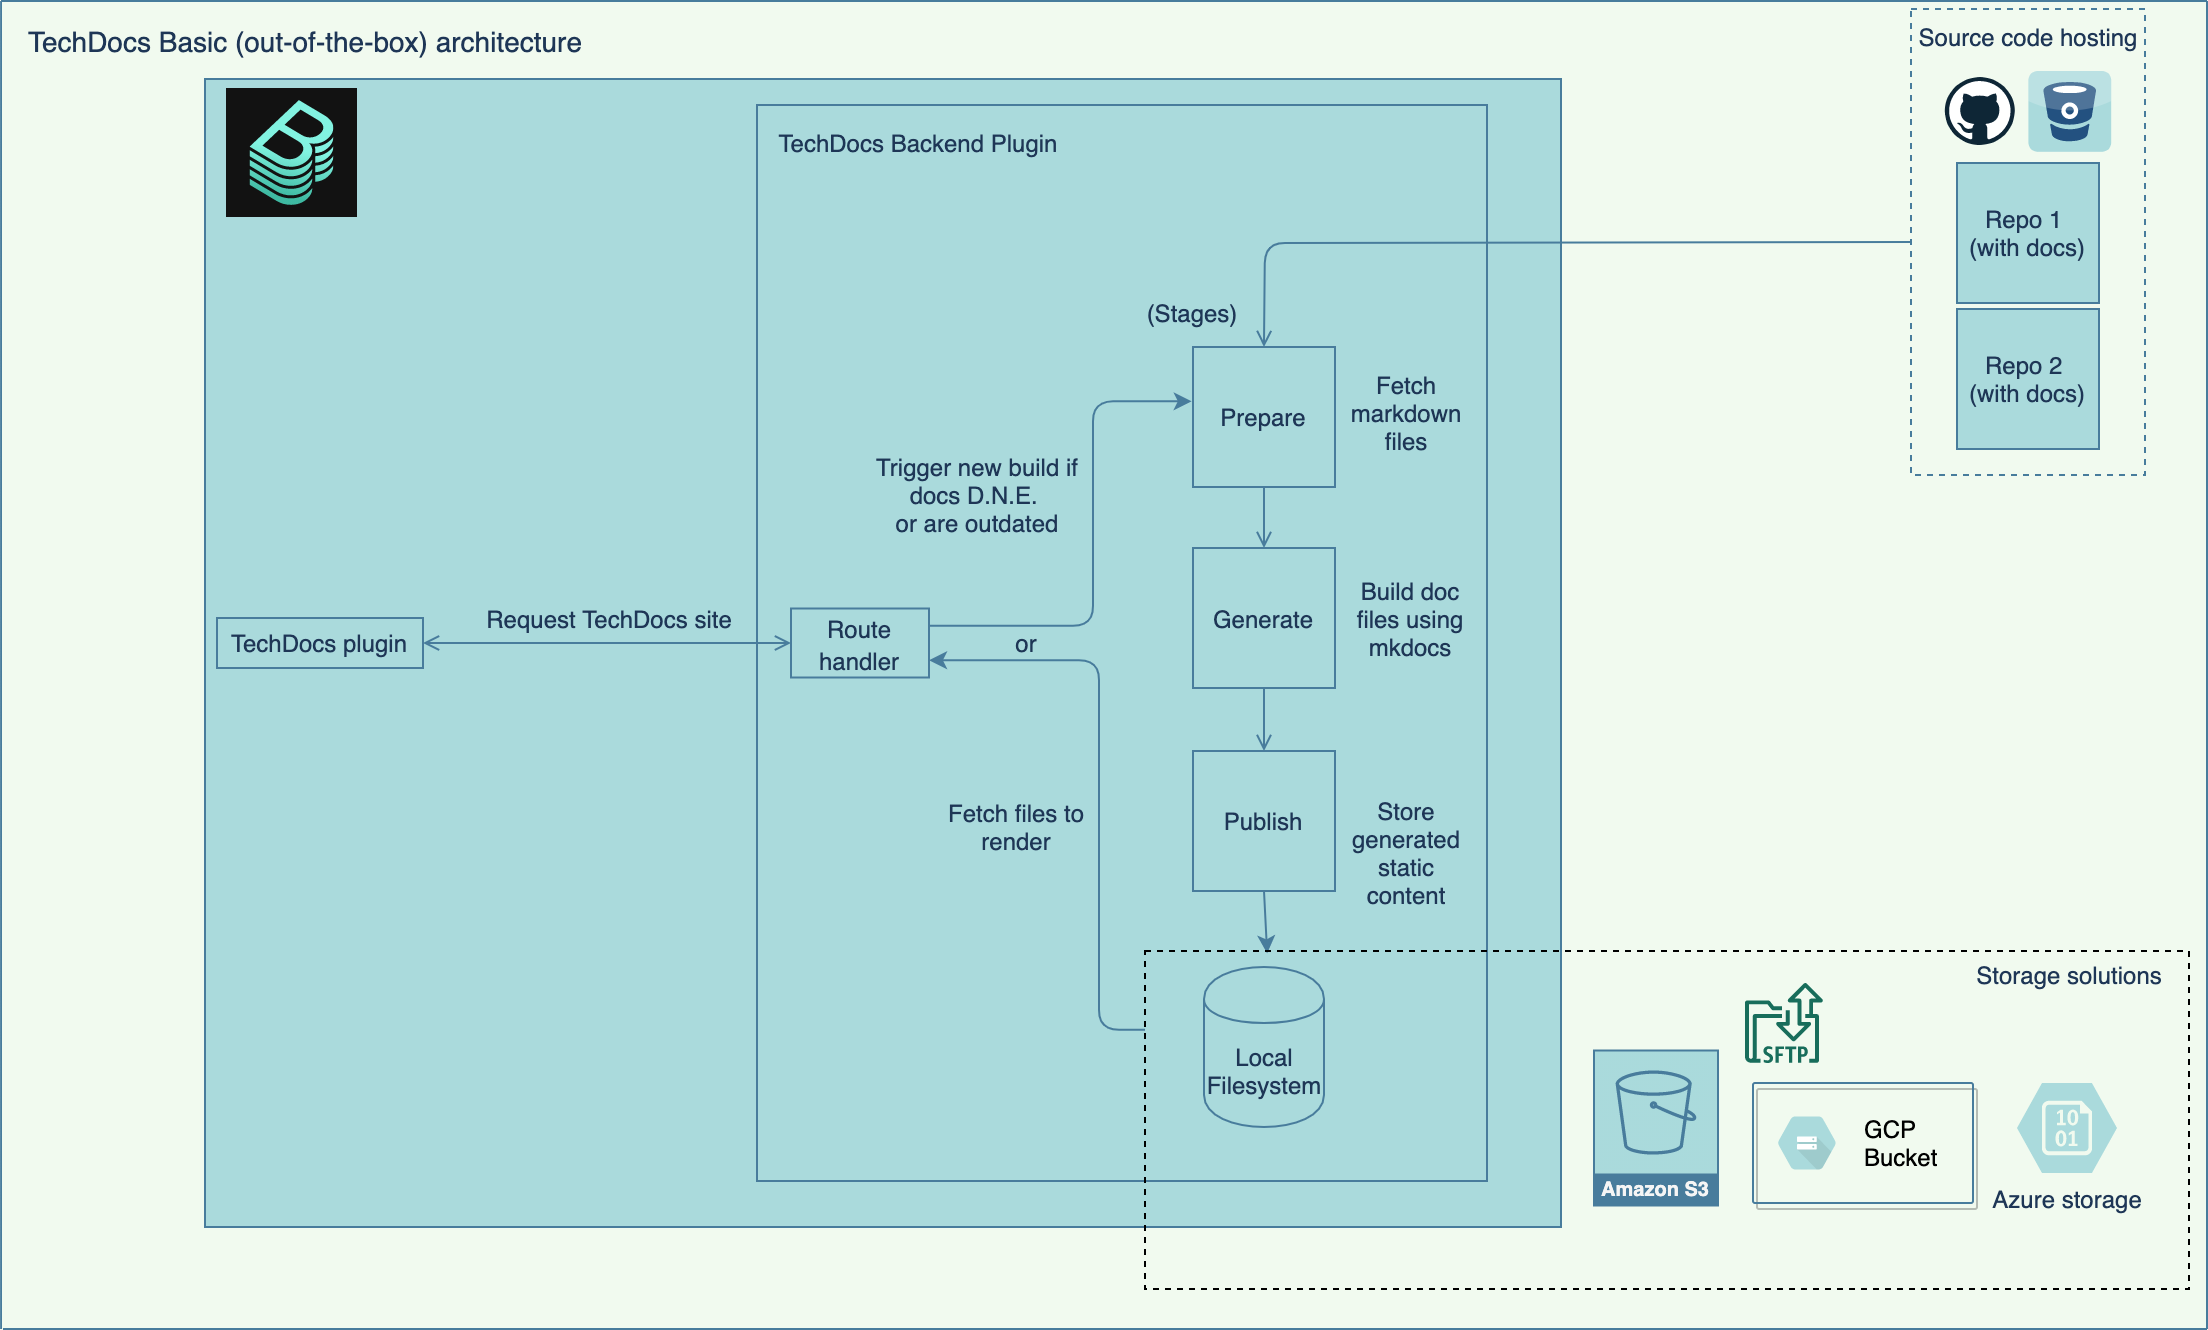 TechDocs Basic (out-of-the-box) architecture
Source code hosting
Repo 1
(with docs)
Repo 2
(with docs)
TechDocs Backend Plugin
(Stages)
Prepare
Fetch
markdown
files
Trigger new build if
docs D.N.E.
or are outdated
Generate
Build doc
files using
mkdocs
TechDocs plugin
Request TechDocs site
Route
handler
or
Fetch files to
render
Publish
Store
generated
static
content
Local
Filesystem
Storage solutions
SFTP
Amazon S3
GCP
Bucket
10
01
Azure storage